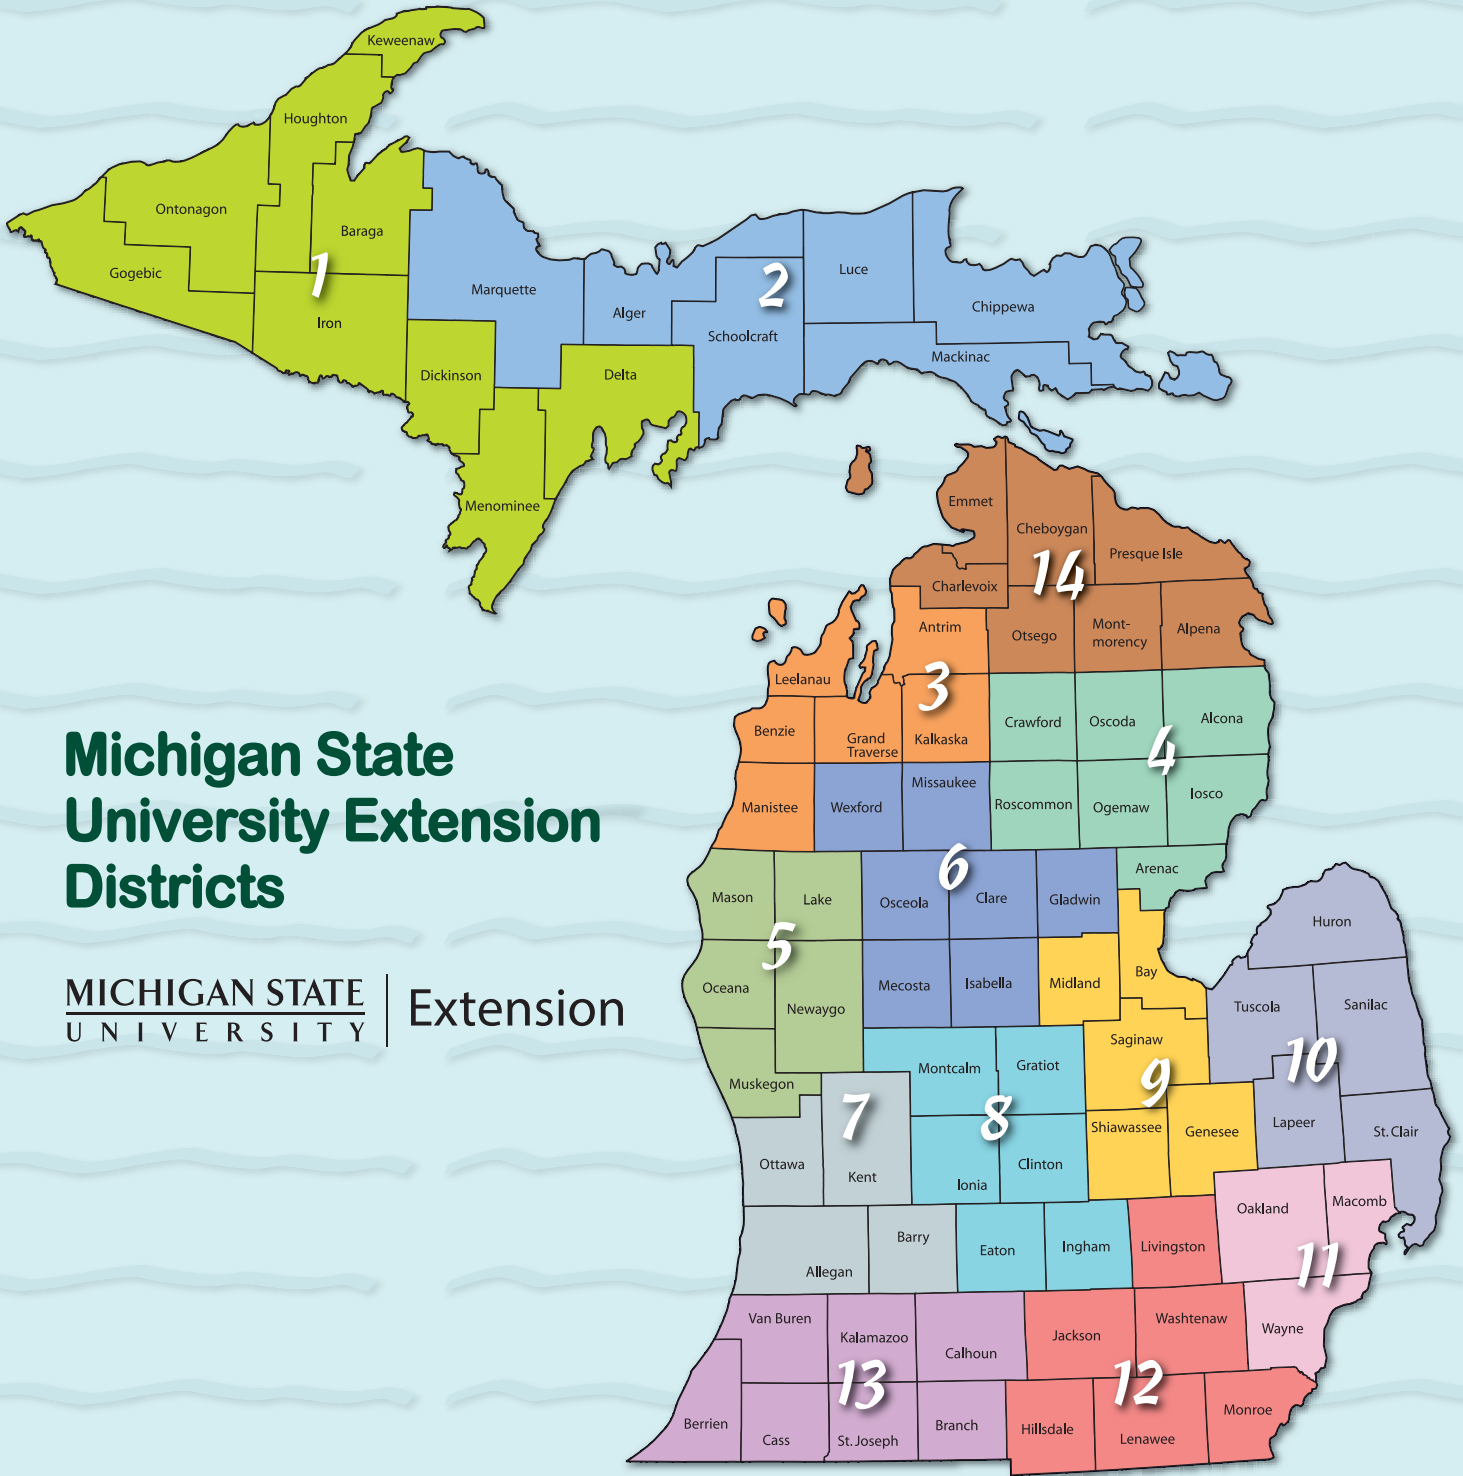 Keweenaw
Houghton
Ontonagon
Baraga
Gogebic
1
Iron
Marquette
Alger
2
Schoolcraft
Luce
Chippewa
Mackinac
Dickinson
Delta
Menominee
Emmet
Cheboygan
Presque Isle
14
Charlevoix
Antrim
Otsego
Mont-
morency
Alpena
Leelanau
3
Benzie
Grand
Traverse
Kalkaska
Crawford
Oscoda
Alcona
4
Manistee
Wexford
Missaukee
Roscommon
Ogemaw
Iosco
Michigan State
University Extension
Districts
MICHIGAN STATE
UNIVERSITY
Extension
6
Arenac
Mason
Lake
Osceola
Clare
Gladwin
Huron
5
Oceana
Newaygo
Mecosta
Isabella
Midland
Bay
Tuscola
Sanilac
Saginaw
10
Muskegon
Montcalm
Gratiot
9
7
8
Shiawassee
Genesee
Lapeer
St. Clair
Ottawa
Kent
Ionia
Clinton
Oakland
Macomb
Allegan
Barry
Eaton
Ingham
Livingston
11
Van Buren
Kalamazoo
Calhoun
Jackson
Washtenaw
Wayne
13
12
Berrien
Cass
St. Joseph
Branch
Hillsdale
Lenawee
Monroe